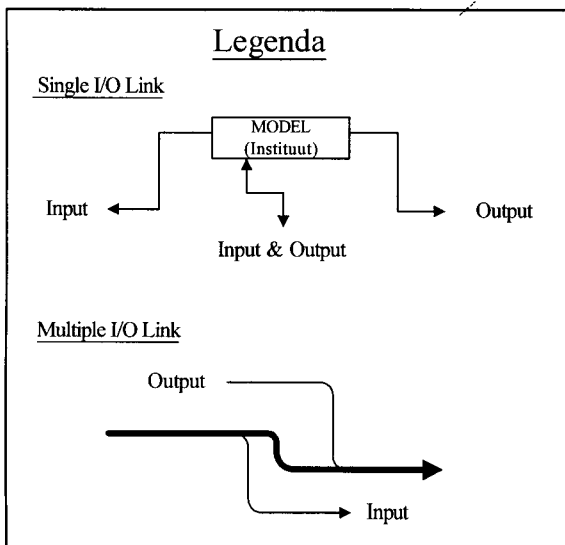 Legenda
Single I/O Link
MODEL
(Instituut)
Input
Output
Input & Output
Multiple I/O Link
Output
Input